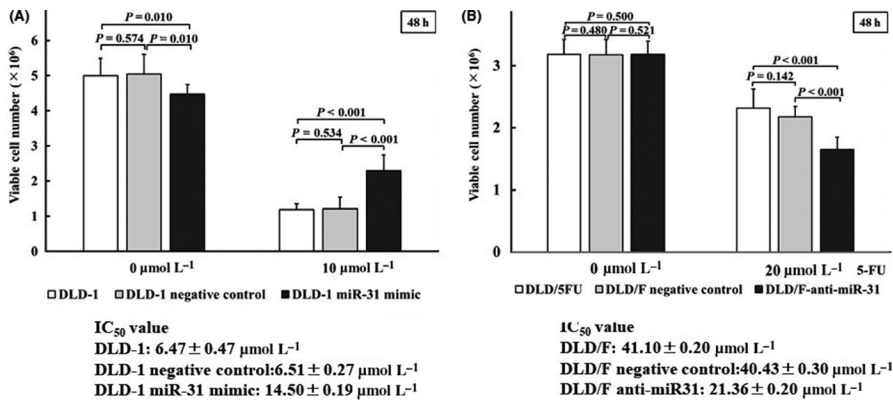 (A)
48 h
P = 0.010
P = 0.574
P = 0.010
P < 0.001
P = 0.534
P < 0.001
Viable cell number (× 10⁶)
6
5
4
3
2
1
0
0 µmol L⁻¹
10 µmol L⁻¹
DLD-1
DLD-1 negative control
DLD-1 miR-31 mimic
IC₅₀ value
DLD-1: 6.47 ± 0.47 µmol L⁻¹
DLD-1 negative control:6.51 ± 0.27 µmol L⁻¹
DLD-1 miR-31 mimic: 14.50 ± 0.19 µmol L⁻¹
(B)
48 h
P = 0.500
P = 0.480
P = 0.521
P < 0.001
P = 0.142
P < 0.001
Viable cell number (× 10⁶)
3
2
1
0
0 µmol L⁻¹
20 µmol L⁻¹
5-FU
DLD/5FU
DLD/F negative control
DLD/F-anti-miR-31
IC₅₀ value
DLD/F: 41.10 ± 0.20 µmol L⁻¹
DLD/F negative control:40.43 ± 0.30 µmol L⁻¹
DLD/F anti-miR31: 21.36 ± 0.20 µmol L⁻¹